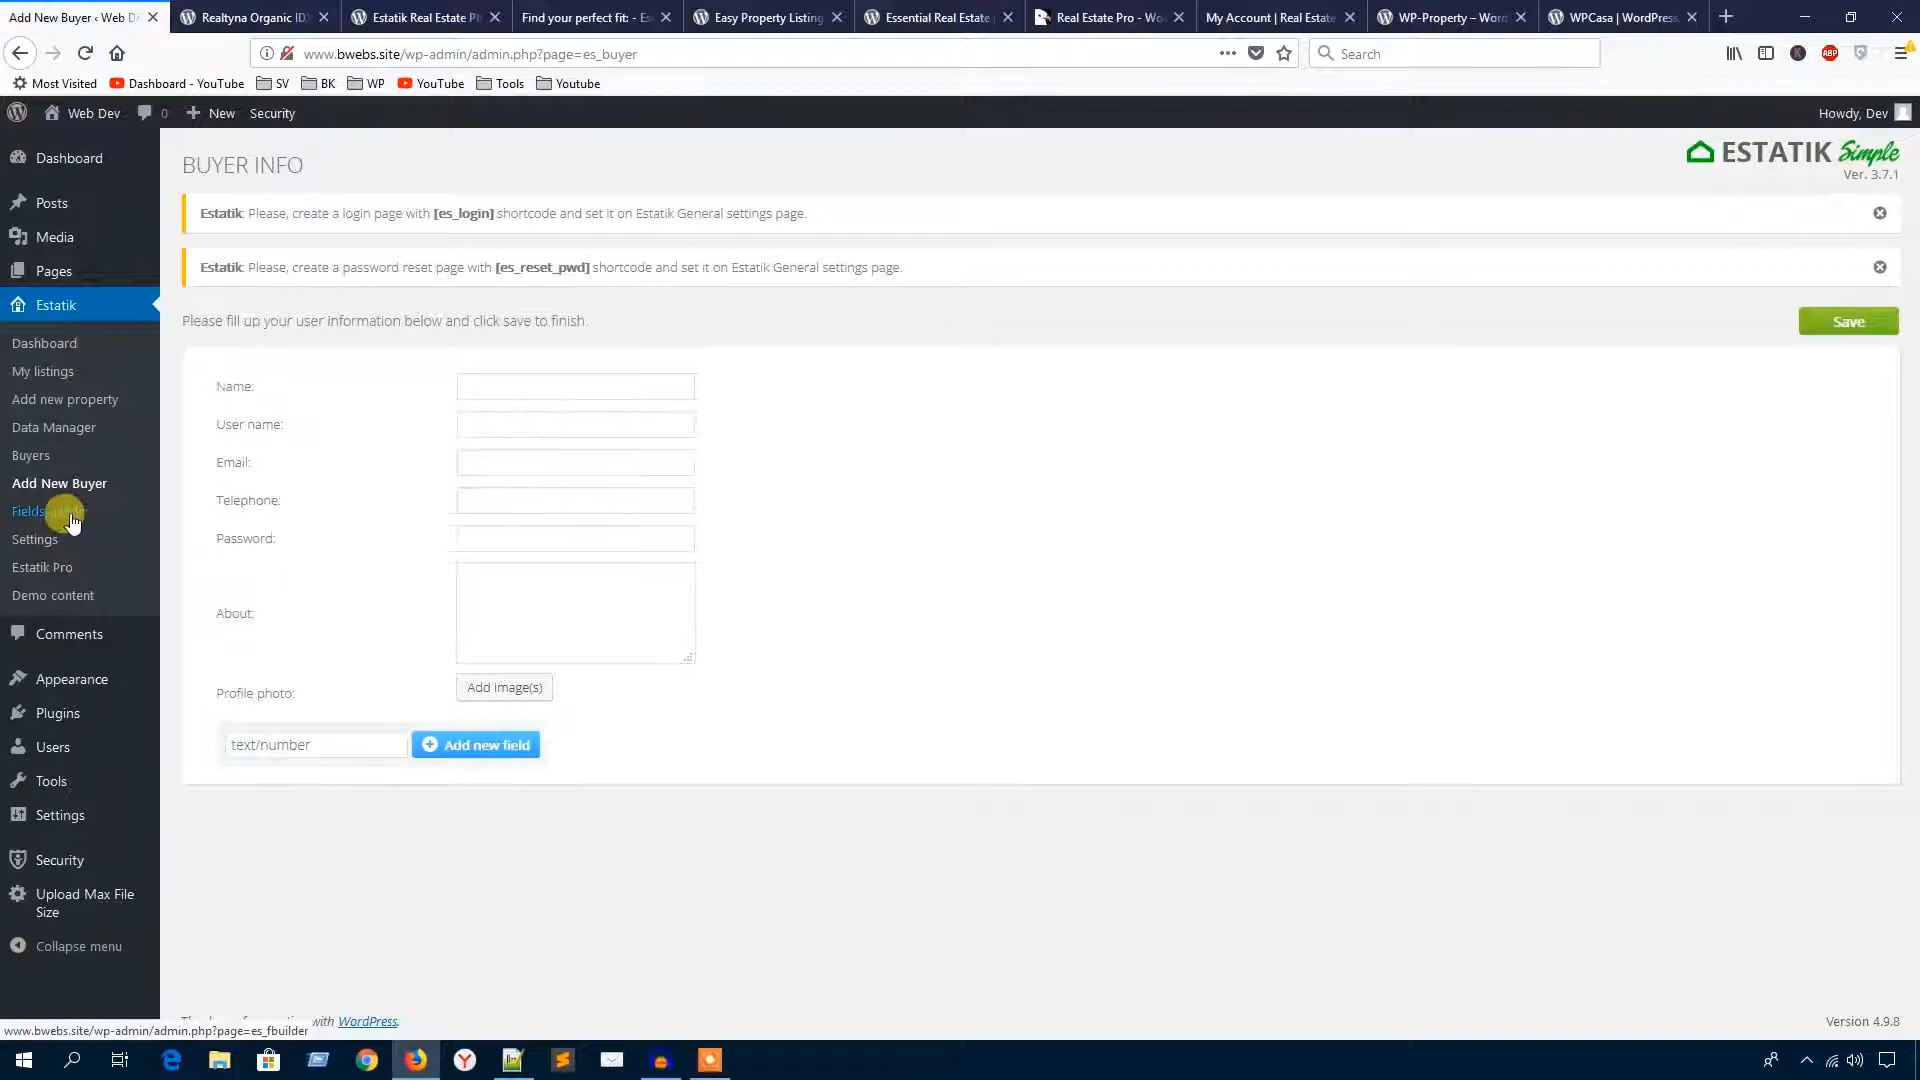 Add New Buyer ‹ Web De
Realtyna Organic IDX
Estatik Real Estate Pl
Find your perfect fit: - Es
Easy Property Listing
Essential Real Estate
Real Estate Pro - Wo
My Account | Real Estate
WP-Property – Word
WPCasa | WordPress
www.bwebs.site/wp-admin/admin.php?page=es_buyer
Search
ABP
Most Visited
Dashboard - YouTube
SV
BK
WP
YouTube
Tools
Youtube
Web Dev
0
New
Security
Howdy, Dev
Dashboard
Posts
Media
Pages
Estatik
Dashboard
My listings
Add new property
Data Manager
Buyers
Add New Buyer
Fields
Settings
Estatik Pro
Demo content
Comments
Appearance
Plugins
Users
Tools
Settings
Security
Upload Max File
Size
Collapse menu
BUYER INFO
ESTATIK Simple
Ver. 3.7.1
Estatik: Please, create a login page with [es_login] shortcode and set it on Estatik General settings page.
Estatik: Please, create a password reset page with [es_reset_pwd] shortcode and set it on Estatik General settings page.
Please fill up your user information below and click save to finish.
Save
Name:
User name:
Email:
Telephone:
Password:
About:
Profile photo:
Add image(s)
text/number
Add new field
with WordPress.
Version 4.9.8
www.bwebs.site/wp-admin/admin.php?page=es_fbuilder